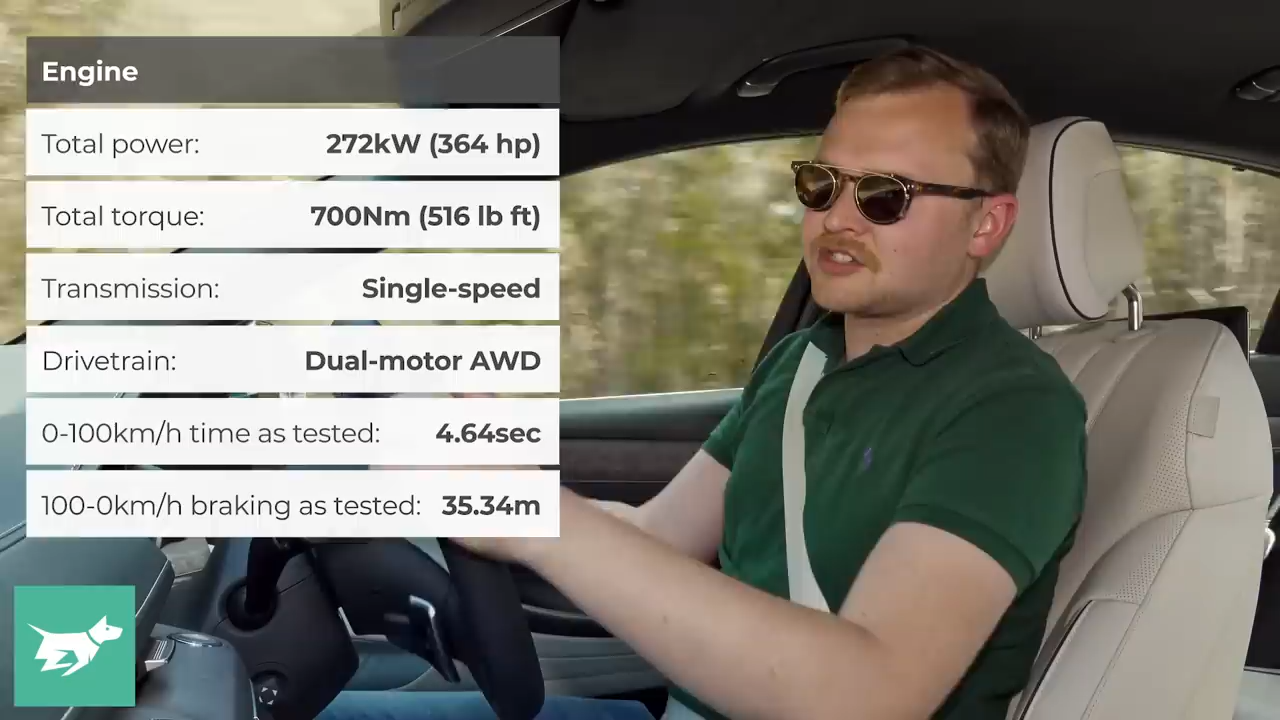 Engine
Total power: 272kW (364 hp)
Total torque: 700Nm (516 lb ft)
Transmission: Single-speed
Drivetrain: Dual-motor AWD
0-100km/h time as tested: 4.64sec
100-0km/h braking as tested: 35.34m